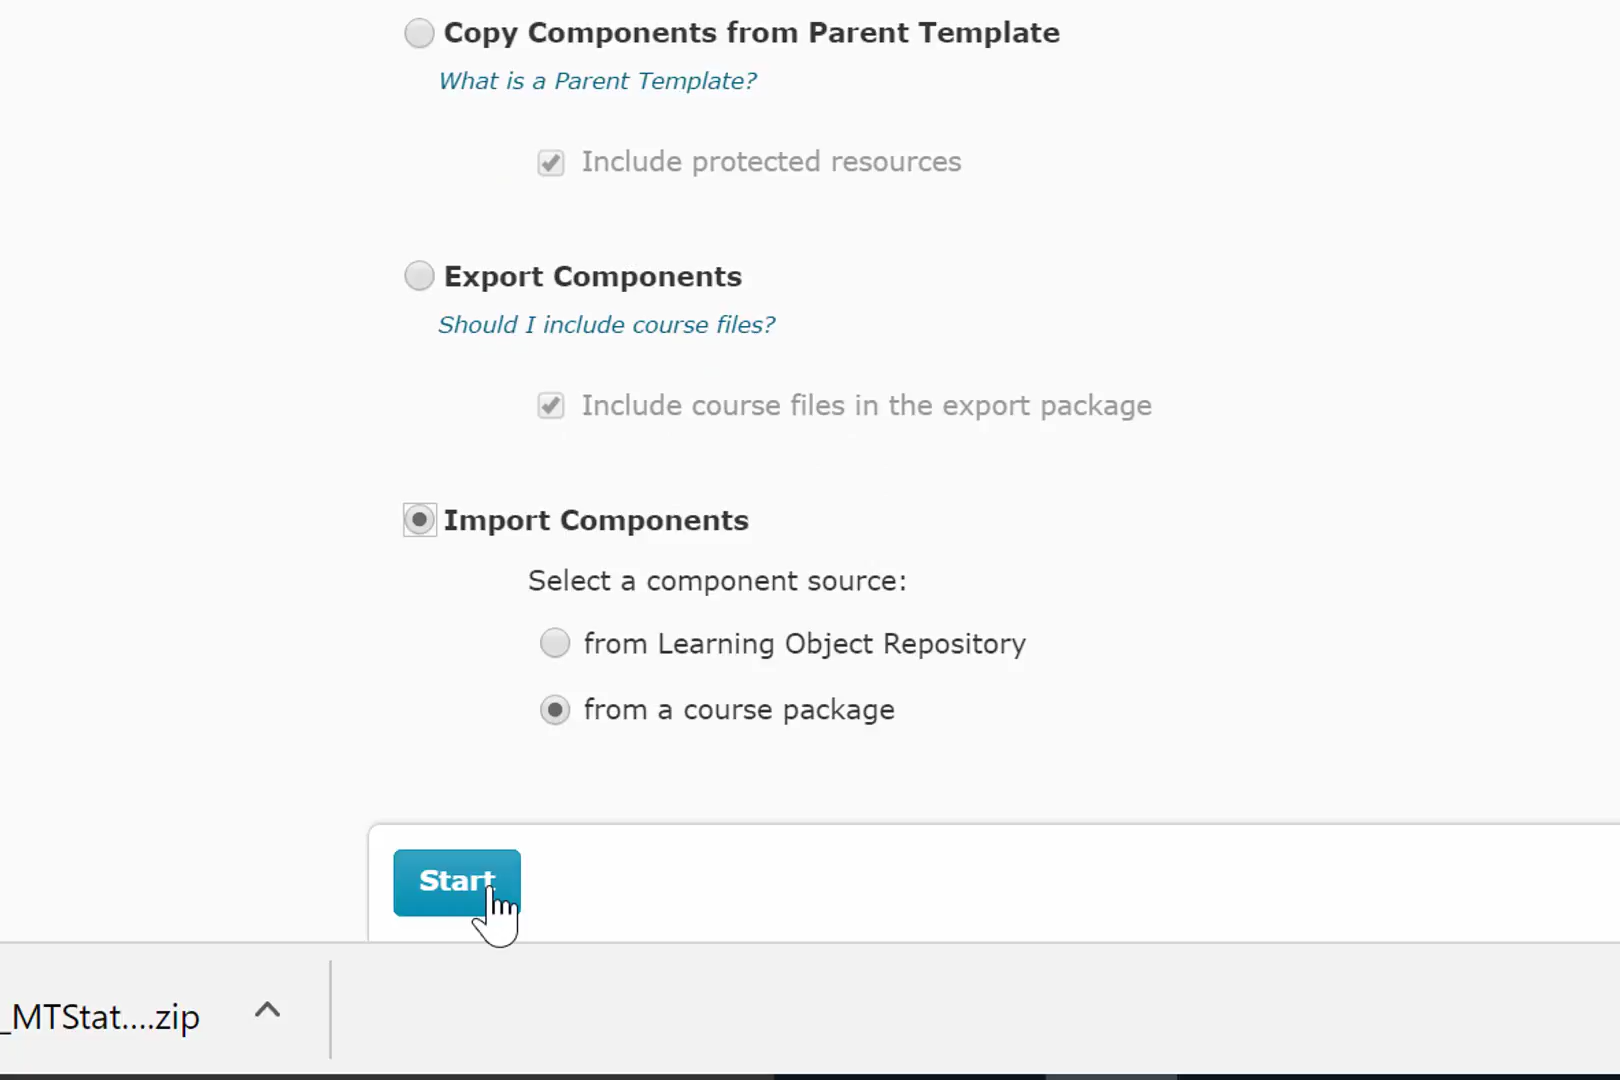 Copy Components from Parent Template
What is a Parent Template?
Include protected resources
Export Components
Should I include course files?
Include course files in the export package
Import Components
Select a component source:
from Learning Object Repository
from a course package
Start
_MTStat....zip